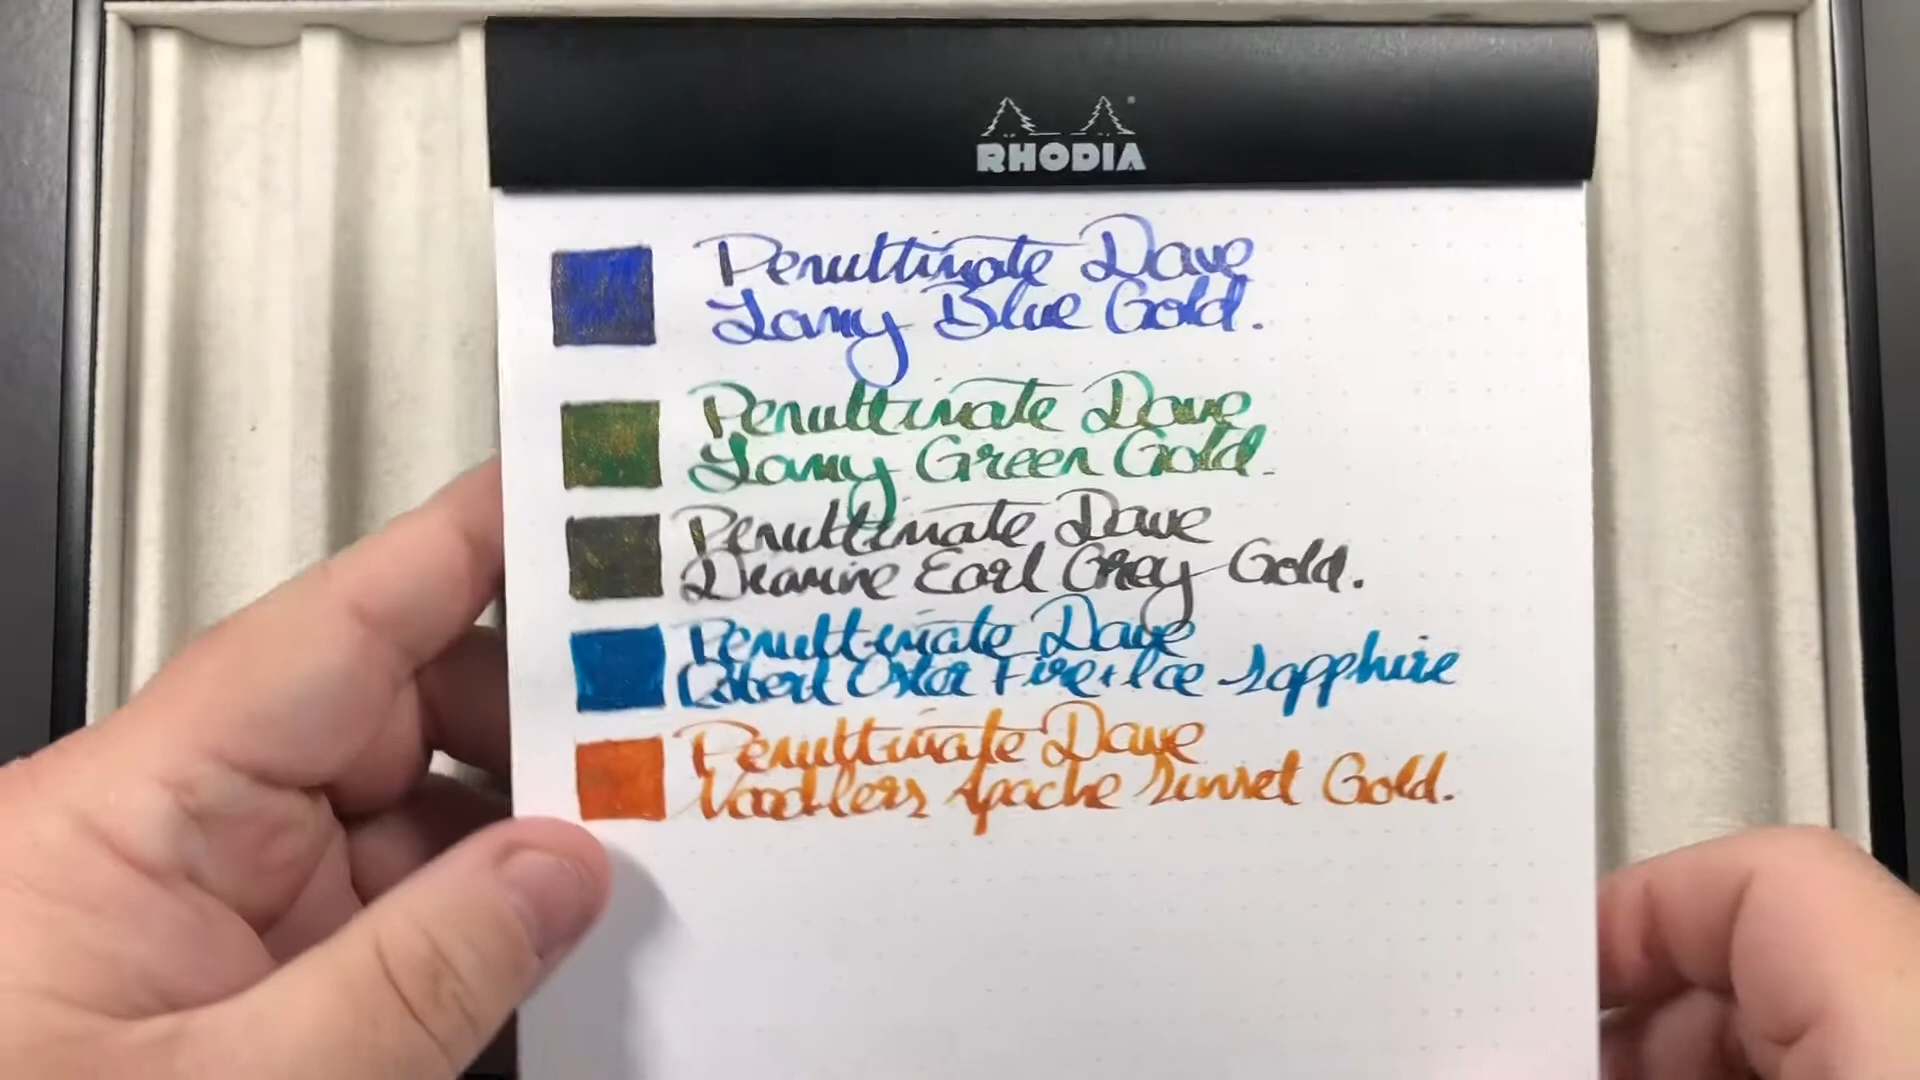 RHODIA
Penultimate Dave
Lamy Blue Gold.
Penultimate Dave
Lamy Green Gold.
Penultimate Dave
Diamine Earl Grey Gold.
Penultimate Dave
Robert Oster Fire + Ice Sapphire
Penultimate Dave
Noodlers Apache Sunset Gold.